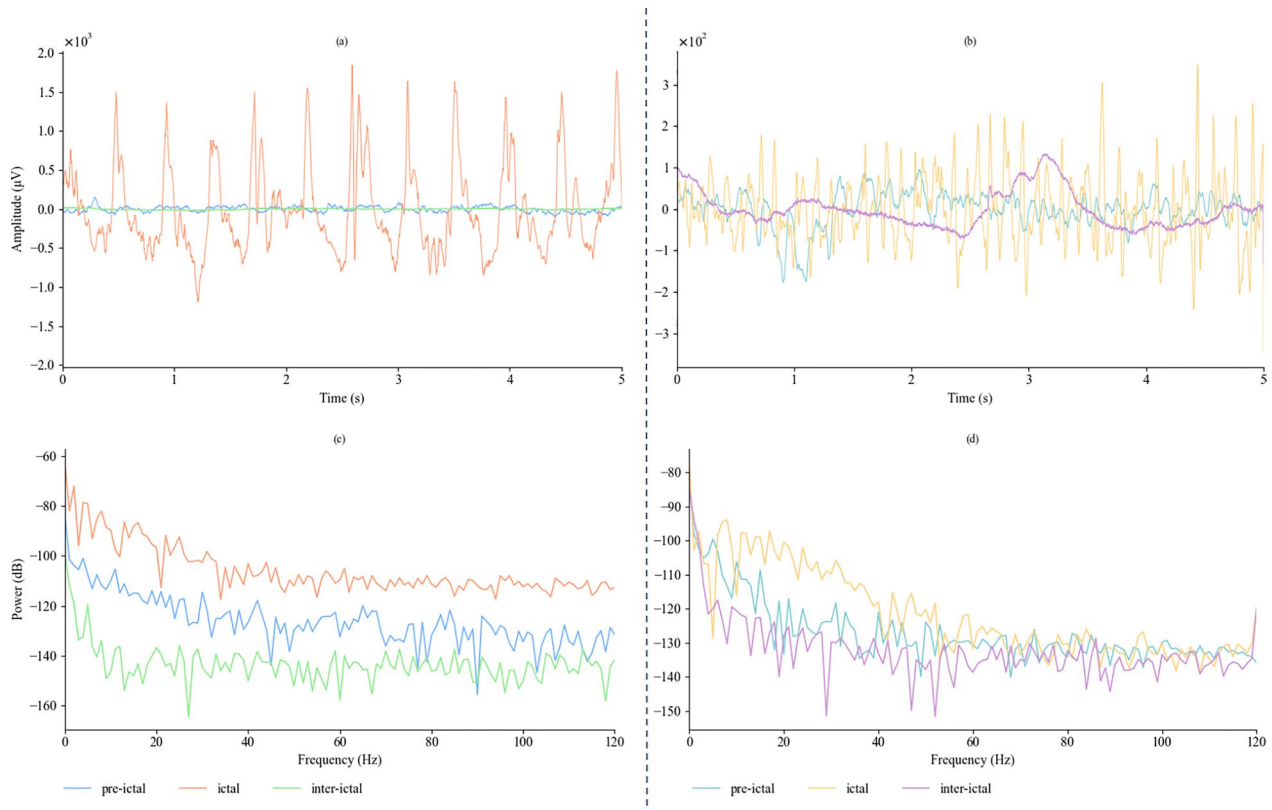 (a)
×10³
2.0
1.5
1.0
0.5
0.0
−0.5
−1.0
−1.5
−2.0
Amplitude (μV)
0 1 2 3 4 5
Time (s)
(b)
×10²
3
2
1
0
−1
−2
−3
0 1 2 3 4 5
Time (s)
(c)
−60
−80
−100
−120
−140
−160
Power (dB)
0 20 40 60 80 100 120
Frequency (Hz)
pre-ictal ictal inter-ictal
(d)
−80
−90
−100
−110
−120
−130
−140
−150
0 20 40 60 80 100 120
Frequency (Hz)
pre-ictal ictal inter-ictal